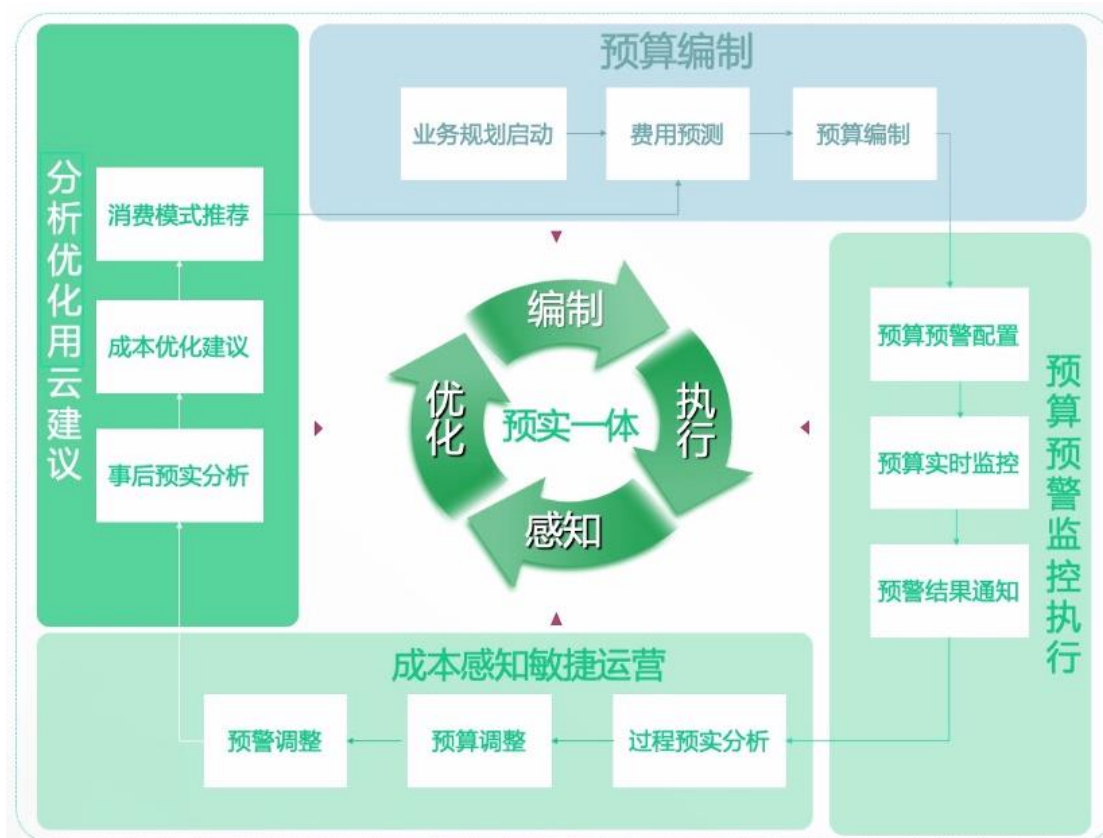 预算编制
业务规划启动
费用预测
预算编制
分析优化用云建议
消费模式推荐
成本优化建议
事后预实分析
编制
执行
感知
优化
预实一体
预算预警监控执行
预算预警配置
预算实时监控
预警结果通知
成本感知敏捷运营
预警调整
预算调整
过程预实分析